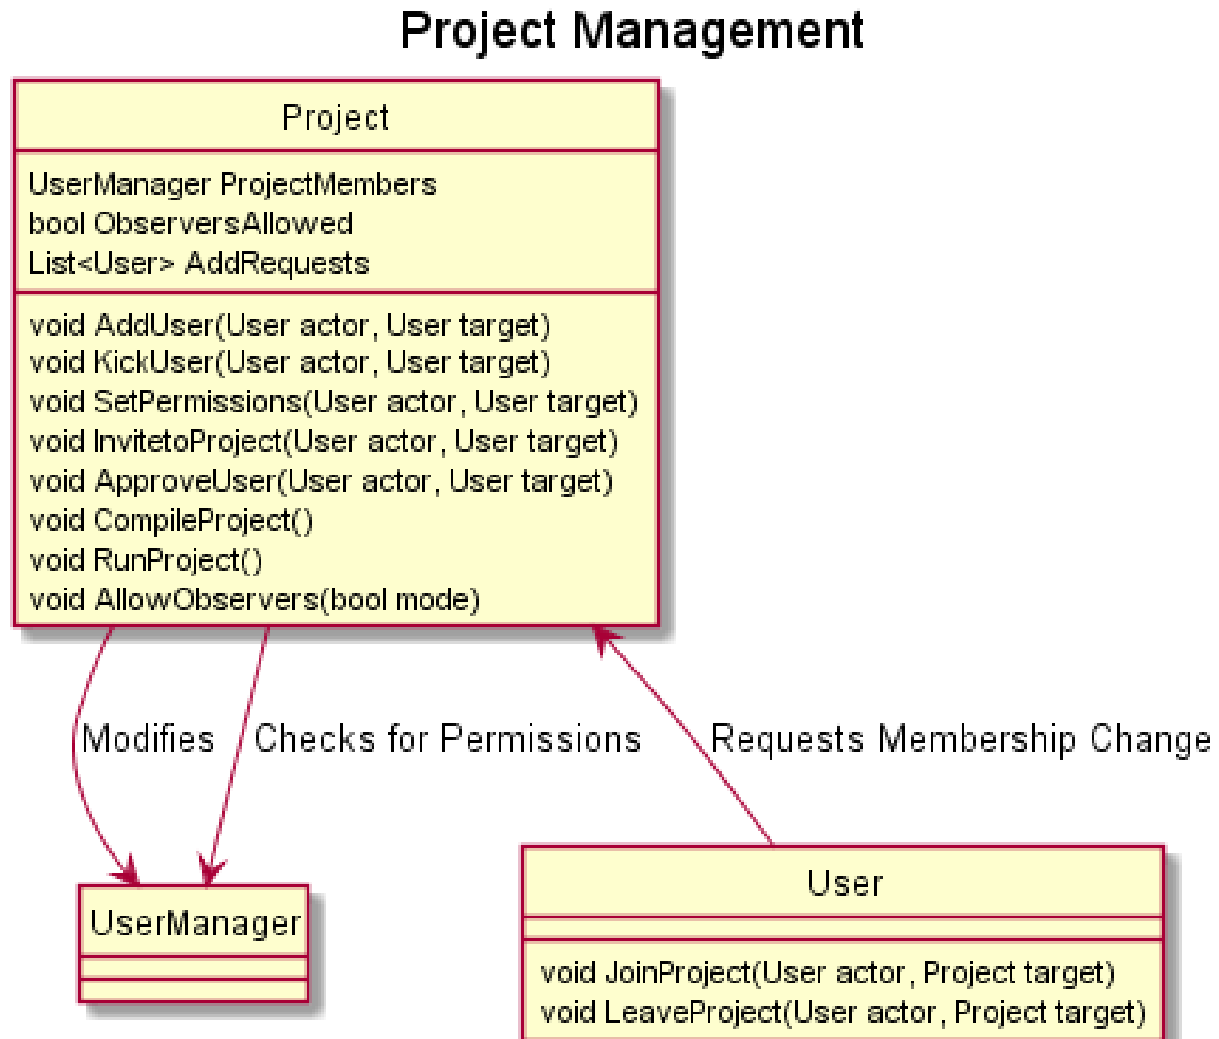 Project Management
Project
UserManager ProjectMembers
bool ObserversAllowed
List<User> AddRequests
void AddUser(User actor, User target)
void KickUser(User actor, User target)
void SetPermissions(User actor, User target)
void InvitetoProject(User actor, User target)
void ApproveUser(User actor, User target)
void CompileProject()
void RunProject()
void AllowObservers(bool mode)
Modifies
Checks for Permissions
Requests Membership Change
UserManager
User
void JoinProject(User actor, Project target)
void LeaveProject(User actor, Project target)